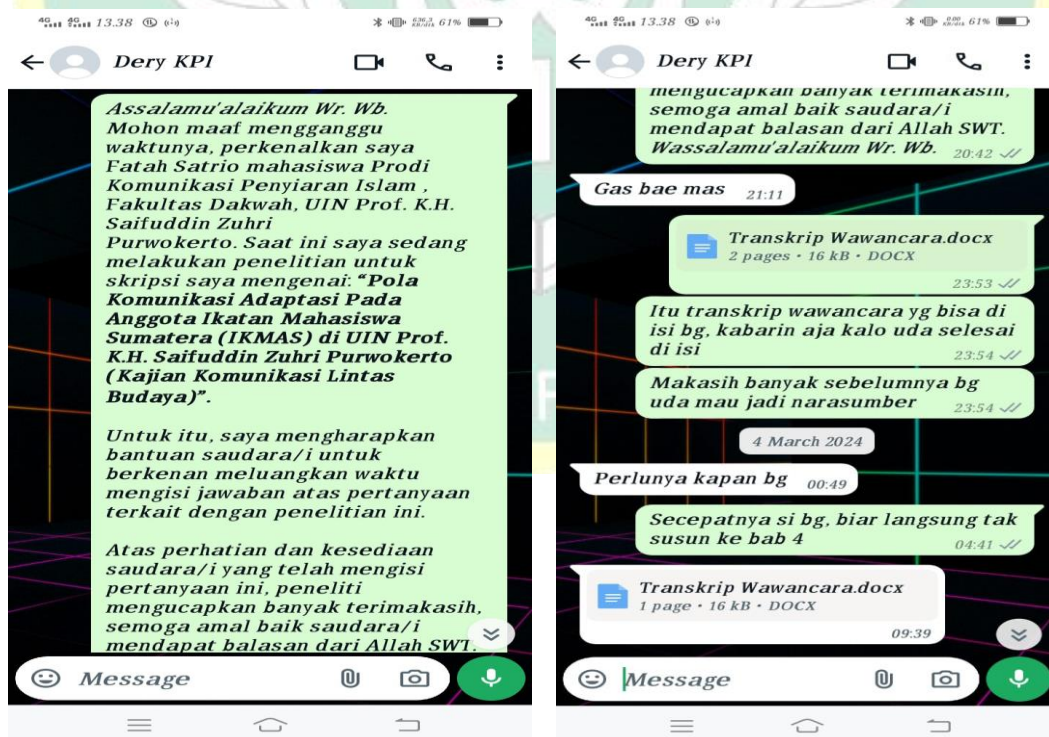 4G 4G 13.38 636.3 KB/s 61%
Dery KPI
Assalamu'alaikum Wr. Wb.
Mohon maaf mengganggu
waktunya, perkenalkan saya
Fatah Satrio mahasiswa Prodi
Komunikasi Penyiaran Islam ,
Fakultas Dakwah, UIN Prof. K.H.
Saifuddin Zuhri
Purwokerto. Saat ini saya sedang
melakukan penelitian untuk
skripsi saya mengenai: “Pola
Komunikasi Adaptasi Pada
Anggota Ikatan Mahasiswa
Sumatera (IKMAS) di UIN Prof.
K.H. Saifuddin Zuhri Purwokerto
(Kajian Komunikasi Lintas
Budaya)”.
Untuk itu, saya mengharapkan
bantuan saudara/i untuk
berkenan meluangkan waktu
mengisi jawaban atas pertanyaan
terkait dengan penelitian ini.
Atas perhatian dan kesediaan
saudara/i yang telah mengisi
pertanyaan ini, peneliti
mengucapkan banyak terimakasih,
semoga amal baik saudara/i
mendapat balasan dari Allah SWT.
Message
4G 4G 13.38 0.00 KB/s 61%
Dery KPI
mengucapkan banyak terimakasih,
semoga amal baik saudara/i
mendapat balasan dari Allah SWT.
Wassalamu'alaikum Wr. Wb. 20:42
Gas bae mas 21:11
Transkrip Wawancara.docx
2 pages • 16 kB • DOCX
23:53
Itu transkrip wawancara yg bisa di
isi bg, kabarin aja kalo uda selesai
di isi 23:54
Makasih banyak sebelumnya bg
uda mau jadi narasumber 23:54
4 March 2024
Perlunya kapan bg 00:49
Secepatnya si bg, biar langsung tak
susun ke bab 4 04:41
Transkrip Wawancara.docx
1 page • 16 kB • DOCX
09:39
Message